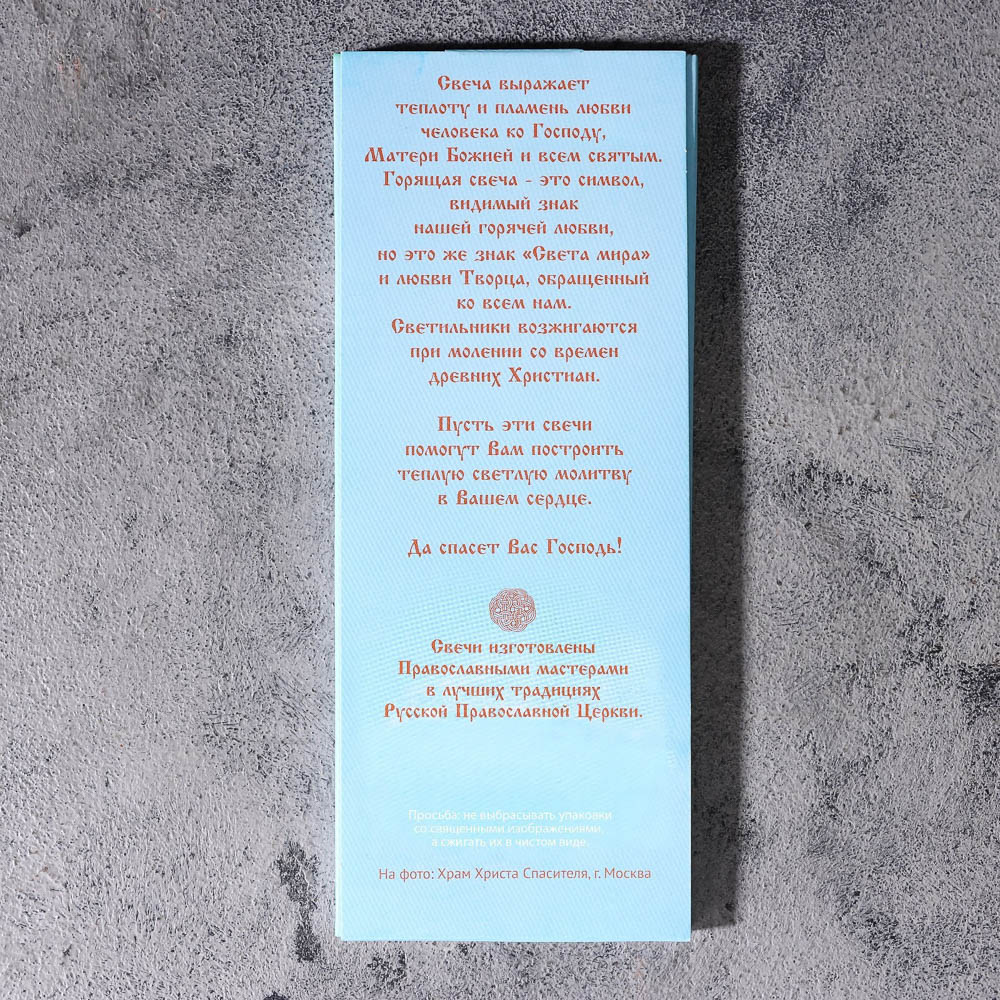 Свеча выражает
теплоту и пламень любви
человека ко Господу,
Матери Божией и всем святым.
Горящая свеча - это символ,
видимый знак
нашей горячей любви,
но это же знак «Света мира»
и любви Творца, обращенный
ко всем нам.
Светильники возжигаются
при молении со времен
древних Христиан.
Пусть эти свечи
помогут Вам построить
теплую светлую молитву
в Вашем сердце.
Да спасет Вас Господь!
Свечи изготовлены
Православными мастерами
в лучших традициях
Русской Православной Церкви.
Просьба: не выбрасывать упаковки
со священными изображениями,
а сжигать их в чистом виде.
На фото: Храм Христа Спасителя, г. Москва